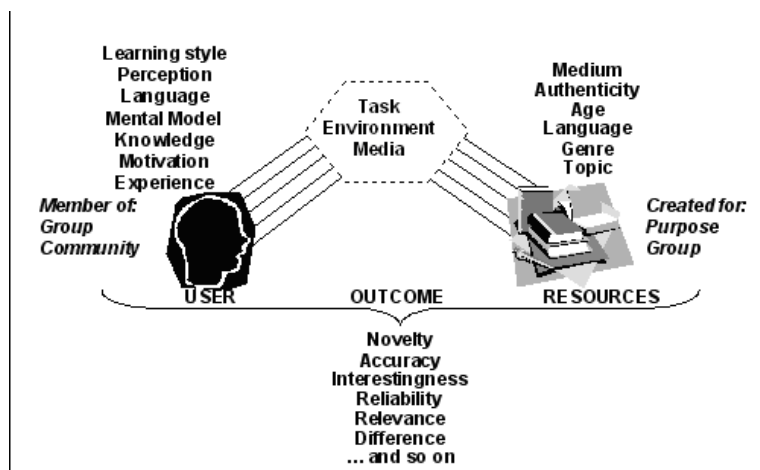 Learning style
Perception
Language
Mental Model
Knowledge
Motivation
Experience
Member of:
Group
Community
Task
Environment
Media
Medium
Authenticity
Age
Language
Genre
Topic
Created for:
Purpose
Group
USER
OUTCOME
RESOURCES
Novelty
Accuracy
Interestingness
Reliability
Relevance
Difference
... and so on